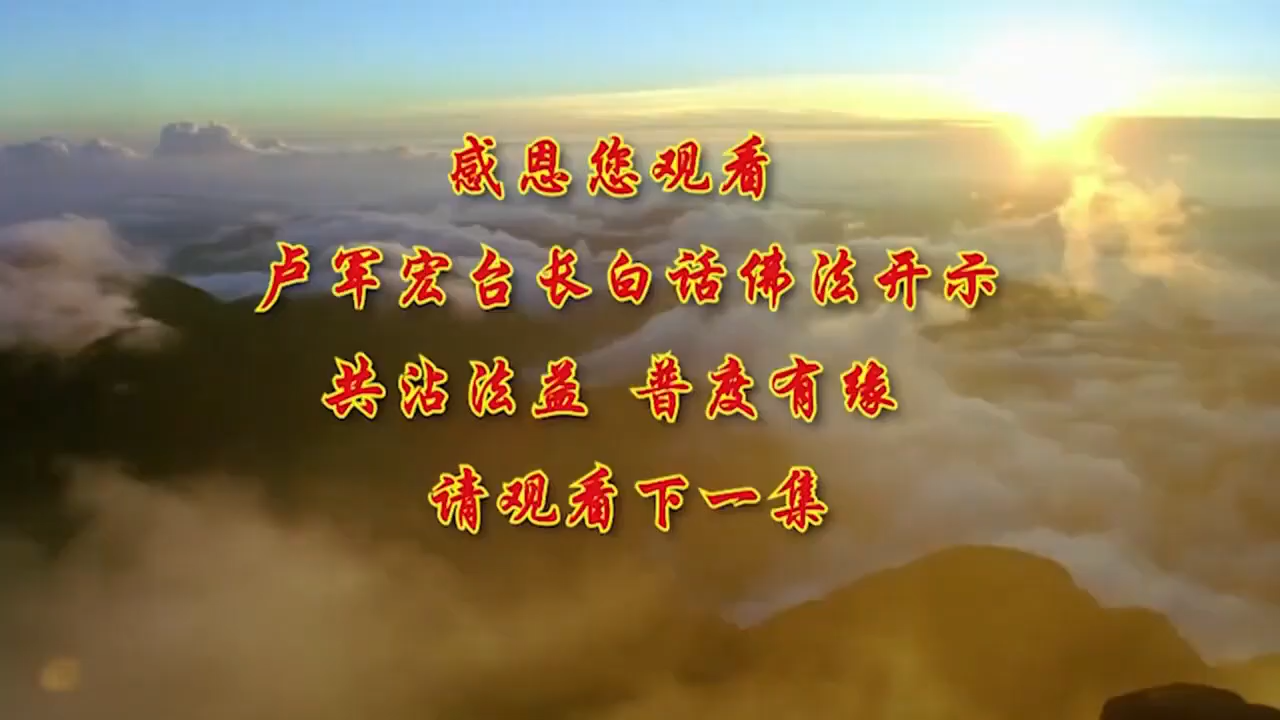 感恩您观看
卢军宏台长白话佛法开示
共沾法益 普度有缘
请观看下一集